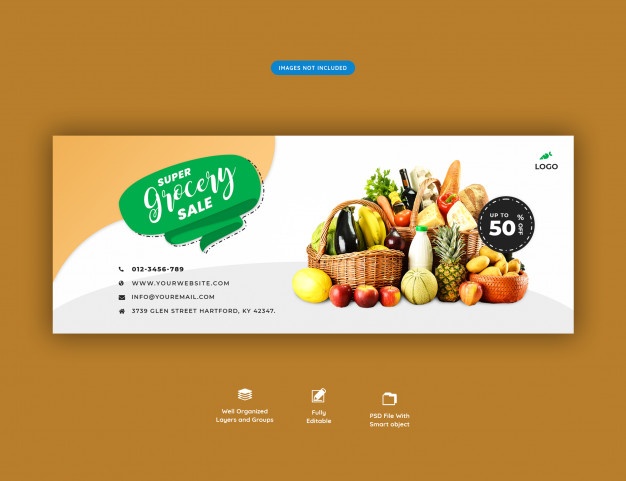 IMAGES NOT INCLUDED
SUPER
Grocery
SALE
LOGO
UP TO
50% OFF
012-3456-789
WWW.YOURWEBSITE.COM
INFO@YOUREMAIL.COM
3739 GLEN STREET HARTFORD, KY 42347.
Well Organized
Layers and Groups
Fully
Editable
PSD File With
Smart object